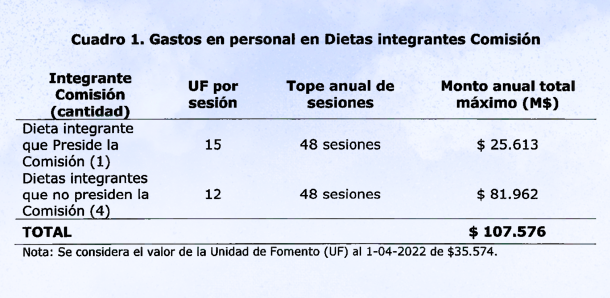 Cuadro 1. Gastos en personal en Dietas integrantes Comisión
Integrante Comisión (cantidad) UF por sesión Tope anual de sesiones Monto anual total máximo (M$)
Dieta integrante que Preside la Comisión (1) 15 48 sesiones $ 25.613
Dietas integrantes que no presiden la Comisión (4) 12 48 sesiones $ 81.962
TOTAL $ 107.576
Nota: Se considera el valor de la Unidad de Fomento (UF) al 1-04-2022 de $35.574.